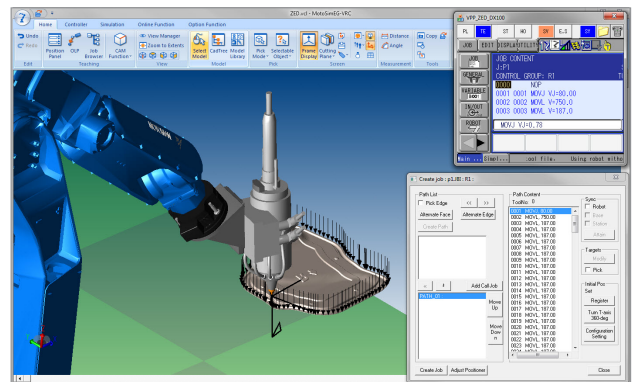 ZED.vcl - MotoSimEG-VRC
Home Controller Simulation Online Function Option Function
Undo
Position Panel
OLP
Job Browser
CAM Function
View Manager
Zoom to Extents
Select Model
CadTree
Model Library
Pick Mode
Selectable Object
Frame Display
Cutting Plane
Distance
Angle
Copy
Edit Teaching View Model Pick Screen Measurement Tools
VPP_ZED_DX100
JOB EDIT DISPLAY UTILITY
JOB
GENERAL
VARIABLE
B001
IN/OUT
ROBOT
JOB CONTENT
J:P1
CONTROL GROUP: R1
0000 NOP
0001 0001 MOVJ VJ=80.00
0002 0002 MOVL V=750.0
0003 0003 MOVL V=187.0
MOVJ VJ=0.78
Using robot witho
Create job : p1.JBI : R1 :
Path List
Pick Edge
<< >>
Alternate Face Alternate Edge
Create Path
- + Add Call Job
PATH_01
Move Up
Move Down
Create Job Adjust Positioner
Path Content
ToolNo 0
0001 MOVJ, 80.00
0002 MOVL, 750.00
0003 MOVL, 187.00
0004 MOVL, 187.00
0005 MOVL, 187.00
0006 MOVL, 187.00
0007 MOVL, 187.00
0008 MOVL, 187.00
0009 MOVL, 187.00
0010 MOVL, 187.00
0011 MOVL, 187.00
0012 MOVL, 187.00
0013 MOVL, 187.00
0014 MOVL, 187.00
0015 MOVL, 187.00
0016 MOVL, 187.00
0017 MOVL, 187.00
0018 MOVL, 187.00
0019 MOVL, 187.00
0020 MOVL, 187.00
0021 MOVL, 187.00
0022 MOVL, 187.00
0023 MOVL, 187.00
0024 MOVL, 187.00
Sync
Robot
Station
Targets
Modify
Pick
Initial Pos
Set
Register
Turn T-axis 360-deg
Configuration Setting
Close